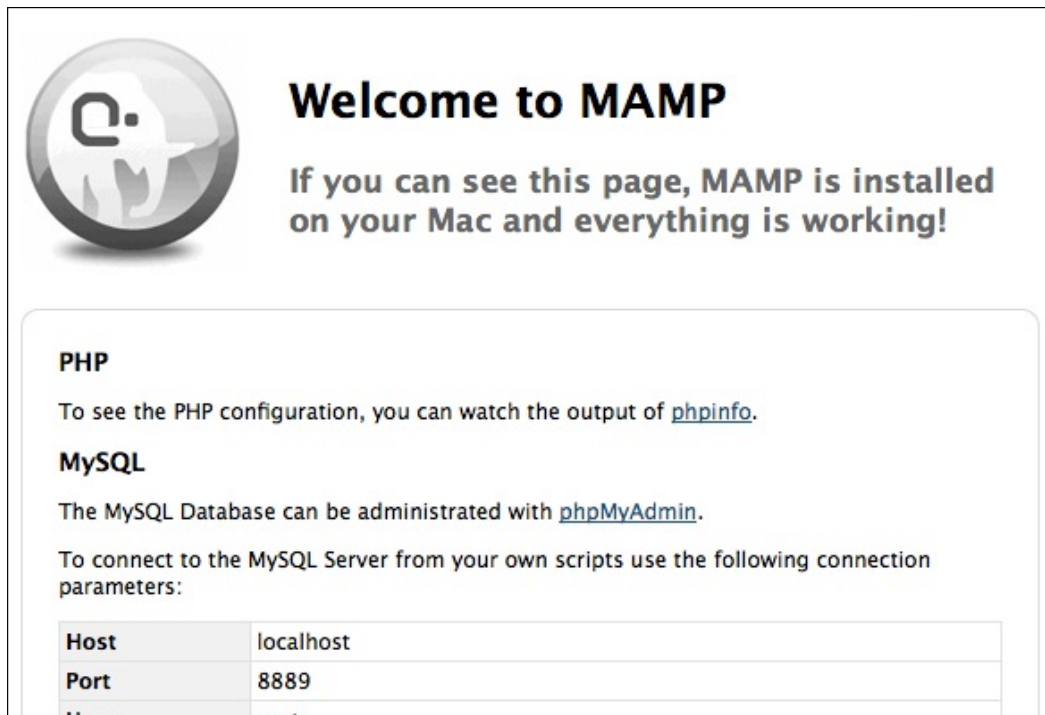 Welcome to MAMP
If you can see this page, MAMP is installed
on your Mac and everything is working!
PHP
To see the PHP configuration, you can watch the output of phpinfo.
MySQL
The MySQL Database can be administrated with phpMyAdmin.
To connect to the MySQL Server from your own scripts use the following connection
parameters:
Host localhost
Port 8889